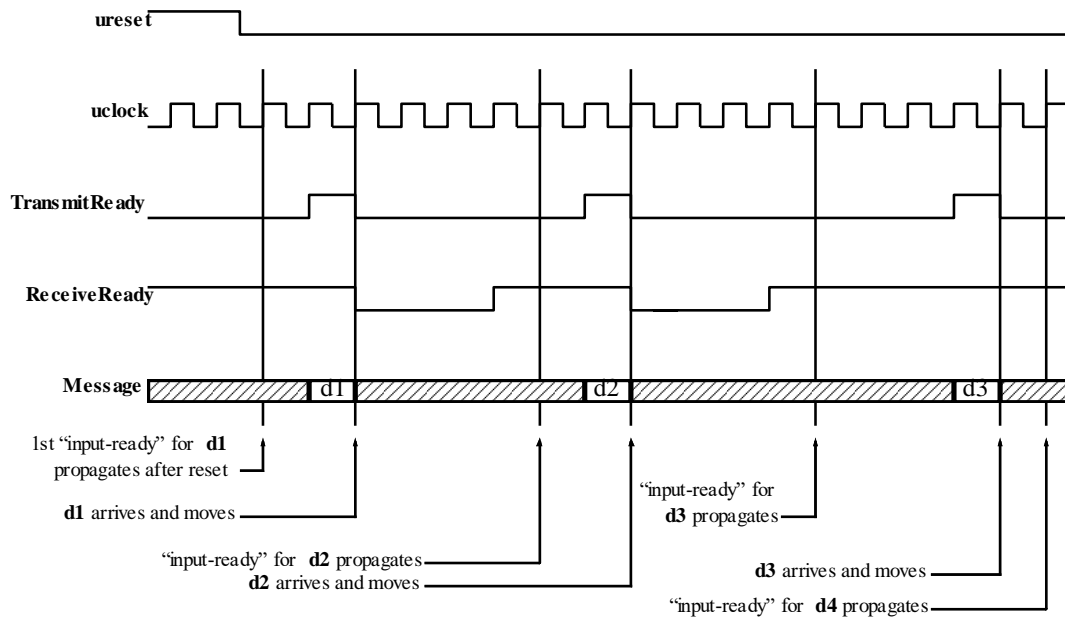 ureset
uclock
TransmitReady
ReceiveReady
Message
d1
d2
d3
1st “input-ready” for d1
propagates after reset
d1 arrives and moves
“input-ready” for d2 propagates
d2 arrives and moves
“input-ready” for
d3 propagates
d3 arrives and moves
“input-ready” for d4 propagates